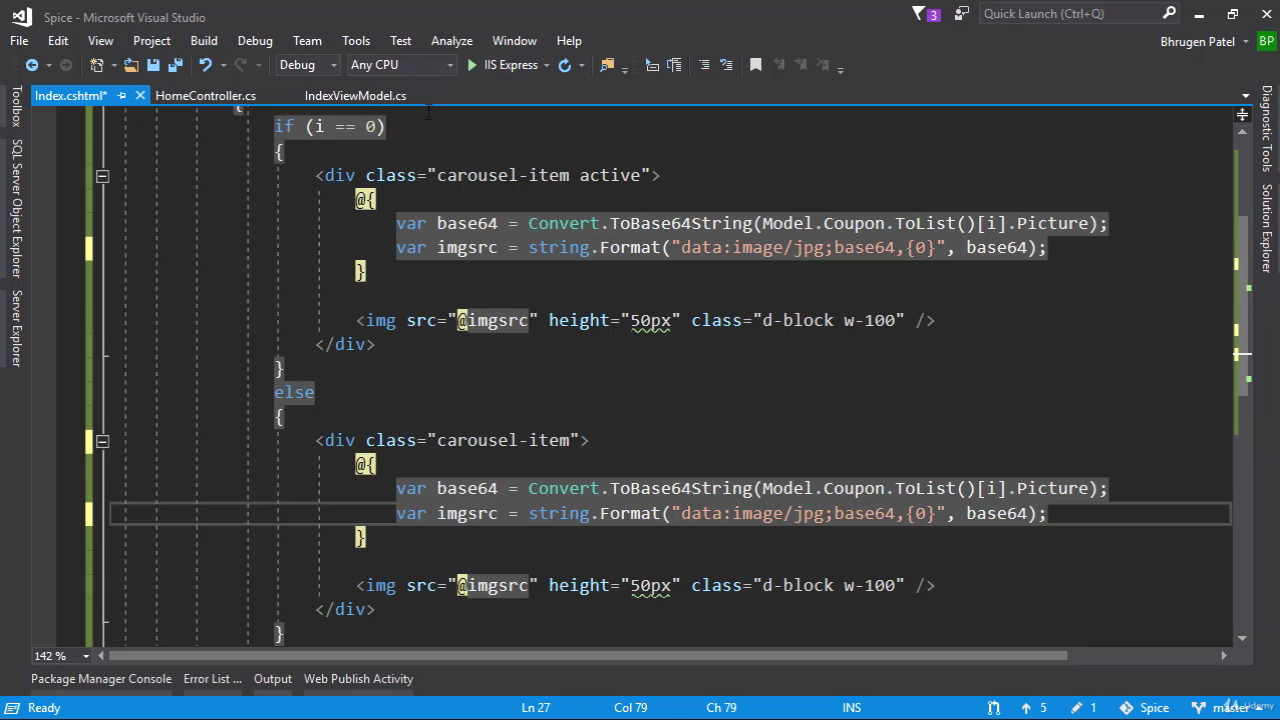 Spice - Microsoft Visual Studio
3
Quick Launch (Ctrl+Q)
File Edit View Project Build Debug Team Tools Test Analyze Window Help
Bhrugen Patel
BP
Debug Any CPU IIS Express
Index.cshtml* HomeController.cs IndexViewModel.cs
Toolbox
SQL Server Object Explorer
Server Explorer
Diagnostic Tools
Solution Explorer
{
if (i == 0)
{
<div class="carousel-item active">
@{
var base64 = Convert.ToBase64String(Model.Coupon.ToList()[i].Picture);
var imgsrc = string.Format("data:image/jpg;base64,{0}", base64);
}
<img src="@imgsrc" height="50px" class="d-block w-100" />
</div>
}
else
{
<div class="carousel-item">
@{
var base64 = Convert.ToBase64String(Model.Coupon.ToList()[i].Picture);
var imgsrc = string.Format("data:image/jpg;base64,{0}", base64);
}
<img src="@imgsrc" height="50px" class="d-block w-100" />
</div>
}
142 %
Package Manager Console Error List ... Output Web Publish Activity
Ready Ln 27 Col 79 Ch 79 INS 5 1 Spice master
Udemy